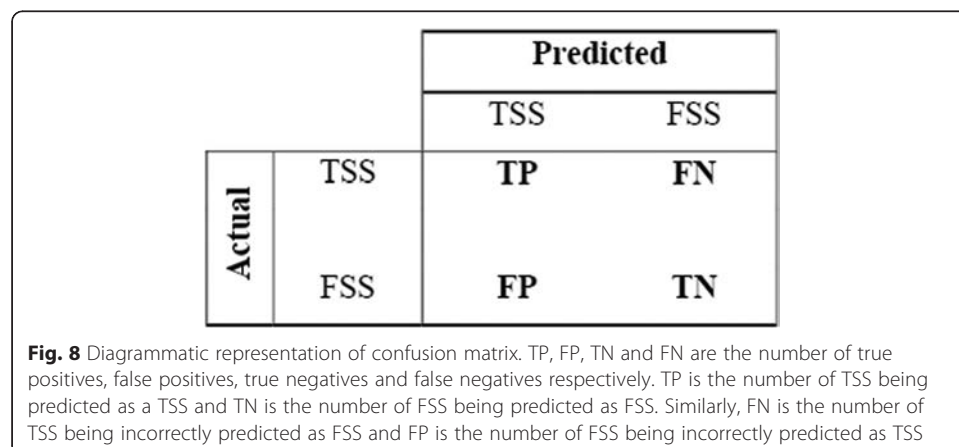 Predicted
TSS FSS
Actual
TSS TP FN
FSS FP TN
Fig. 8 Diagrammatic representation of confusion matrix. TP, FP, TN and FN are the number of true
positives, false positives, true negatives and false negatives respectively. TP is the number of TSS being
predicted as a TSS and TN is the number of FSS being predicted as FSS. Similarly, FN is the number of
TSS being incorrectly predicted as FSS and FP is the number of FSS being incorrectly predicted as TSS